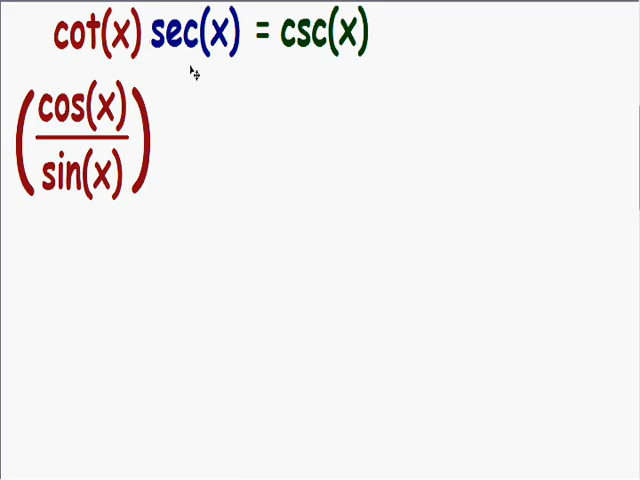 cot(x) sec(x) = csc(x)
(cos(x)
sin(x))